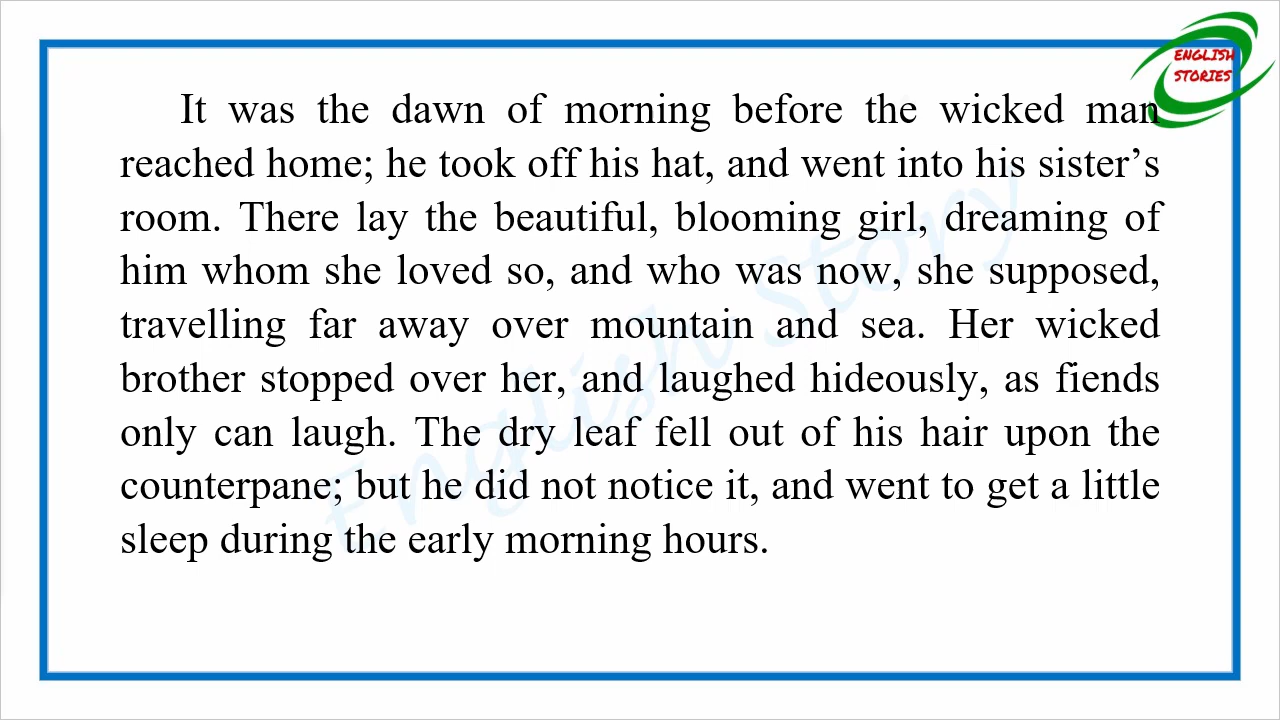 ENGLISH
STORIES
It was the dawn of morning before the wicked man
reached home; he took off his hat, and went into his sister’s
room. There lay the beautiful, blooming girl, dreaming of
him whom she loved so, and who was now, she supposed,
travelling far away over mountain and sea. Her wicked
brother stopped over her, and laughed hideously, as fiends
only can laugh. The dry leaf fell out of his hair upon the
counterpane; but he did not notice it, and went to get a little
sleep during the early morning hours.
English Story